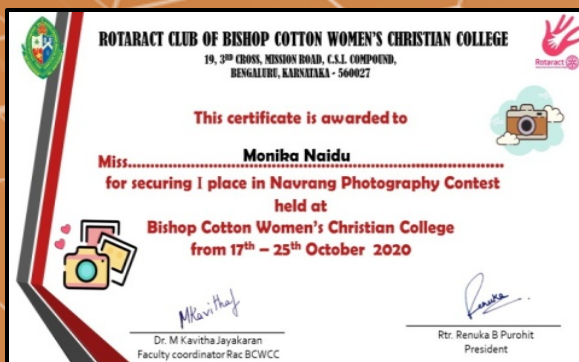 ROTARACT CLUB OF BISHOP COTTON WOMEN'S CHRISTIAN COLLEGE
19, 3RD CROSS, MISSION ROAD, C.S.I. COMPOUND,
BENGALURU, KARNATAKA - 560027
Rotaract
This certificate is awarded to
Miss.......Monika Naidu.......
for securing I place in Navrang Photography Contest
held at
Bishop Cotton Women's Christian College
from 17th – 25th October 2020
MKavithaJ
Renuka
Dr. M Kavitha Jayakaran
Faculty coordinator Rac BCWCC
Rtr. Renuka B Purohit
President